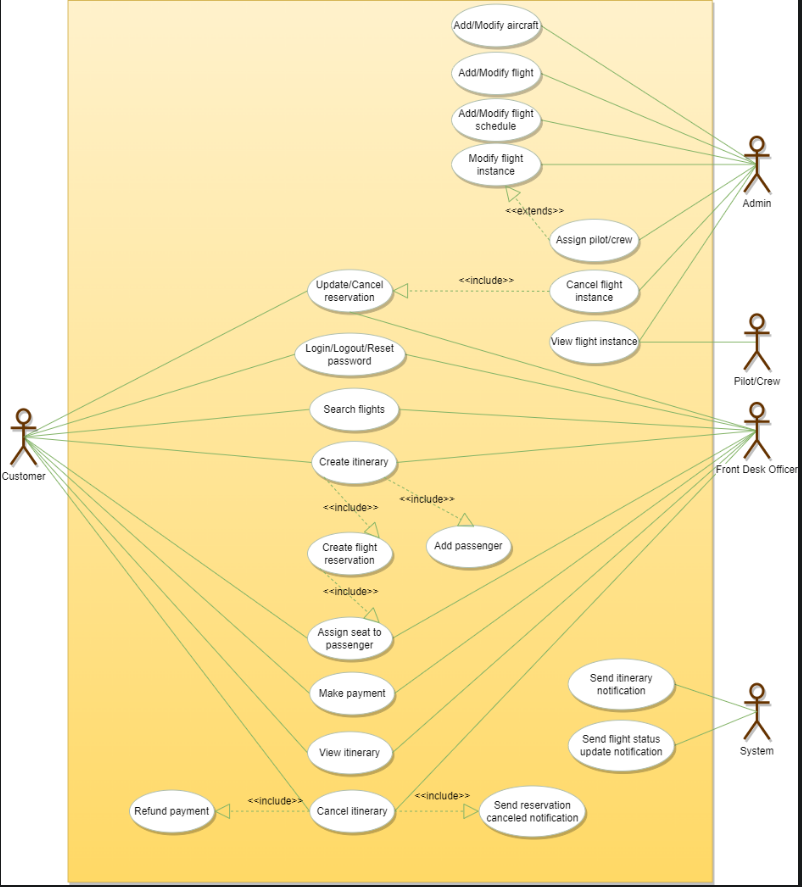 Add/Modify aircraft
Add/Modify flight
Add/Modify flight
schedule
Modify flight
instance
Admin
<<extends>>
Assign pilot/crew
Update/Cancel
reservation
<<include>>
Cancel flight
instance
View flight instance
Login/Logout/Reset
password
Pilot/Crew
Search flights
Customer
Front Desk Officer
Create itinerary
<<include>>
<<include>>
Create flight
reservation
Add passenger
<<include>>
Assign seat to
passenger
Make payment
Send itinerary
notification
View itinerary
Send flight status
update notification
System
Refund payment
<<include>>
Cancel itinerary
<<include>>
Send reservation
canceled notification